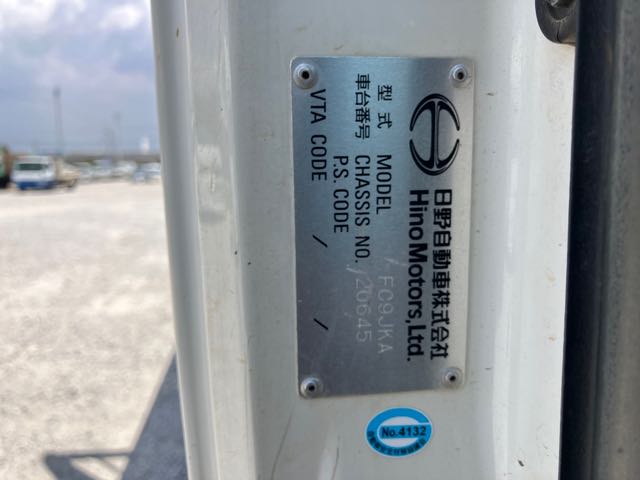 日野自動車株式会社
Hino Motors, Ltd.
型式 MODEL FC9JKA
車台番号 CHASSIS NO. 20645
P.S. CODE /
VTA CODE / /
No.4132